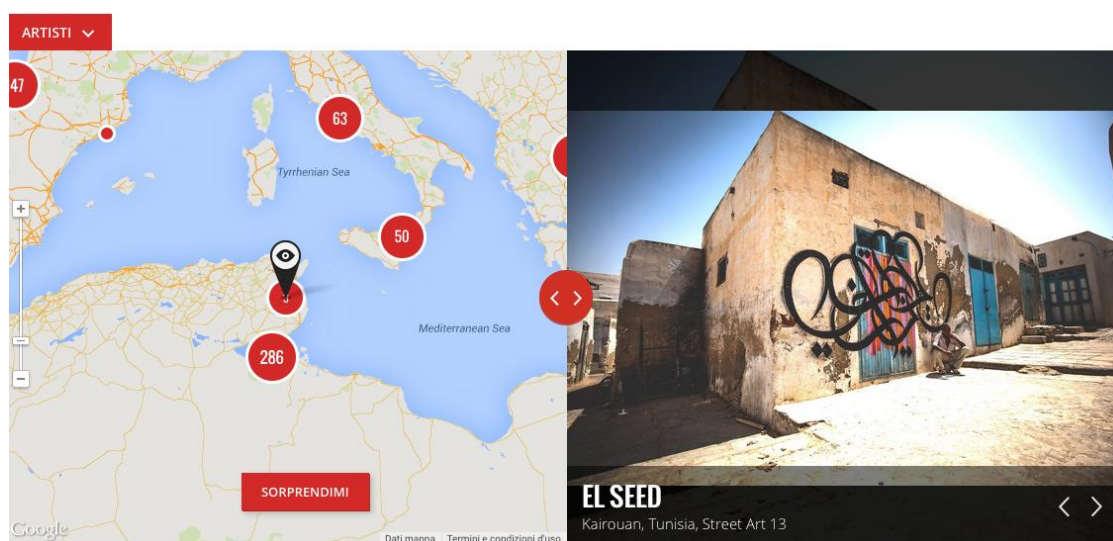 ARTISTI
47
63
Tyrrhenian Sea
50
Mediterranean Sea
286
SORPRENDIMI
Google
Dati mappa Termini e condizioni d'uso
EL SEED
Kairouan, Tunisia, Street Art 13